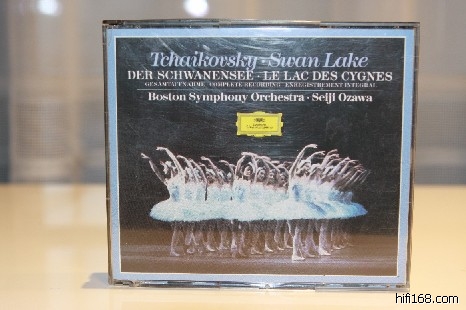 Tchaikovsky · Swan Lake
DER SCHWANENSEE · LE LAC DES CYGNES
GESAMTAUFNAHME · COMPLETE RECORDING · ENREGISTREMENT INTEGRAL
Boston Symphony Orchestra · Seiji Ozawa
hifi168.com